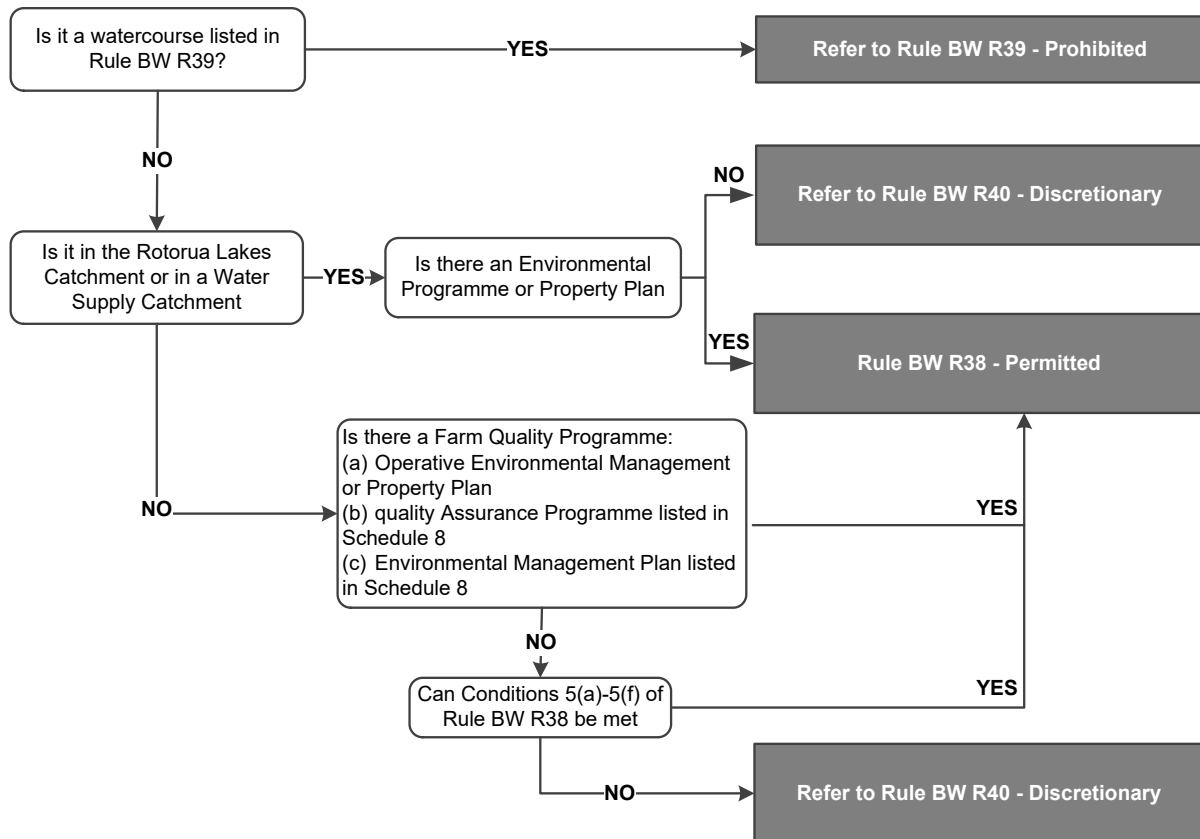 Is it a watercourse listed in
Rule BW R39?
YES
Refer to Rule BW R39 - Prohibited
NO
Is it in the Rotorua Lakes
Catchment or in a Water
Supply Catchment
YES
Is there an Environmental
Programme or Property Plan
NO
Refer to Rule BW R40 - Discretionary
YES
Rule BW R38 - Permitted
NO
Is there a Farm Quality Programme:
(a) Operative Environmental Management
or Property Plan
(b) quality Assurance Programme listed in
Schedule 8
(c) Environmental Management Plan listed
in Schedule 8
YES
NO
Can Conditions 5(a)-5(f) of
Rule BW R38 be met
YES
NO
Refer to Rule BW R40 - Discretionary